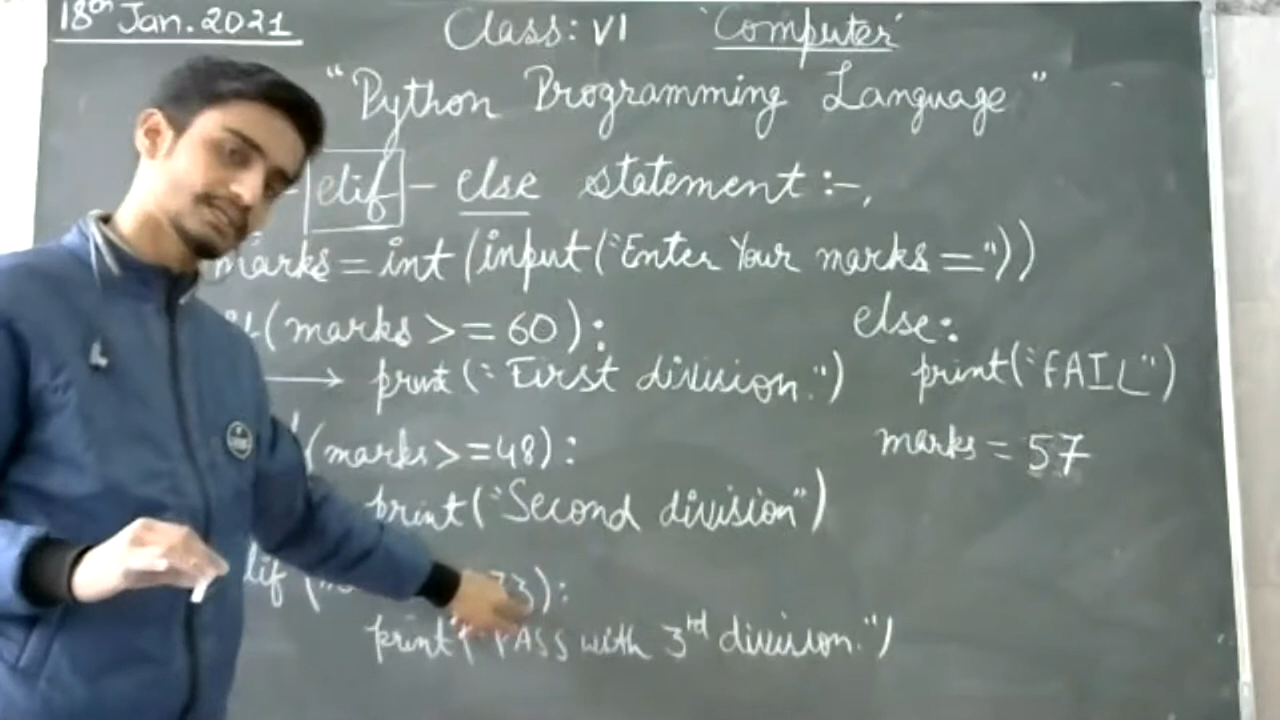 18th Jan. 2021 Class: VI 'Computer'
"Python Programming Language"
- elif - else statement :-,
marks = int (input ("Enter Your marks ="))
(marks >= 60):
print ("First division.")
(marks >= 48):
print ("Second division")
lif ( 33):
print ("PASS with 3rd division.")
else:
print ("FAIL")
marks = 57